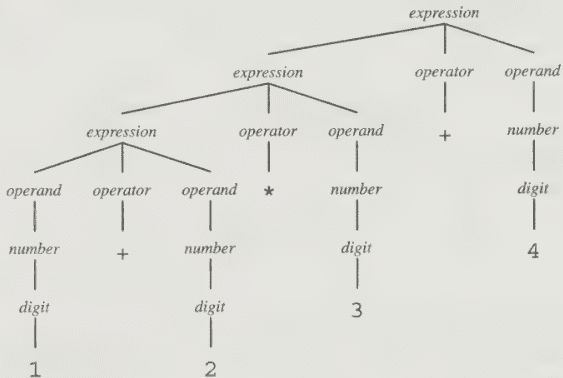 expression
expression operator operand
expression operator operand + number
operand operator operand * number digit
number + number digit 4
digit digit 3
1 2